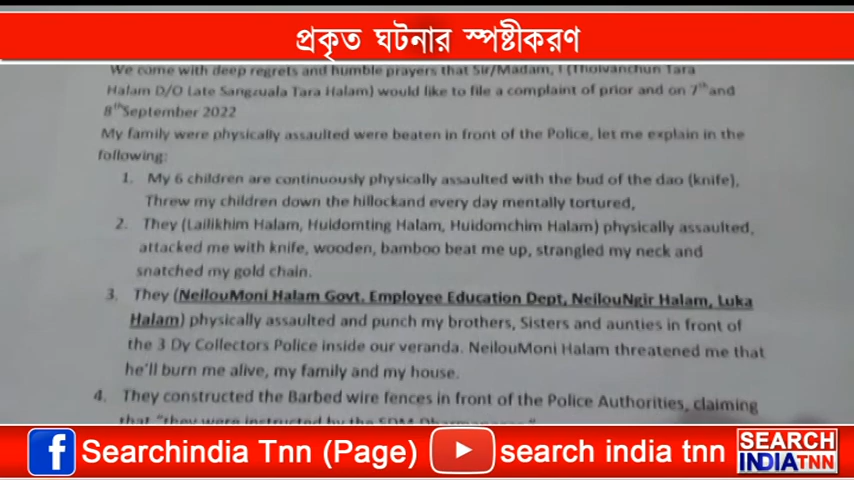 প্রকৃত ঘটনার স্পষ্টীকরণ
We come with deep regrets and humble prayers that Sir/Madam, I (Thoivanchun Tara
Halam D/O Late Sangzuala Tara Halam) would like to file a complaint of prior and on 7th and
8th September 2022
My family were physically assaulted were beaten in front of the Police, let me explain in the
following:
1. My 6 children are continuously physically assaulted with the bud of the dao (knife),
Threw my children down the hillockand every day mentally tortured,
2. They (Lailikhim Halam, Huidomting Halam, Huidomchim Halam) physically assaulted,
attacked me with knife, wooden, bamboo beat me up, strangled my neck and
snatched my gold chain.
3. They (NeilouMoni Halam Govt. Employee Education Dept, NeilouNgir Halam, Luka
Halam) physically assaulted and punch my brothers, Sisters and aunties in front of
the 3 Dy Collectors Police inside our veranda. NeilouMoni Halam threatened me that
he'll burn me alive, my family and my house.
4. They constructed the Barbed wire fences in front of the Police Authorities, claiming
that "they were instructed by the SDM
Searchindia Tnn (Page) search india tnn
SEARCH
INDIATNN